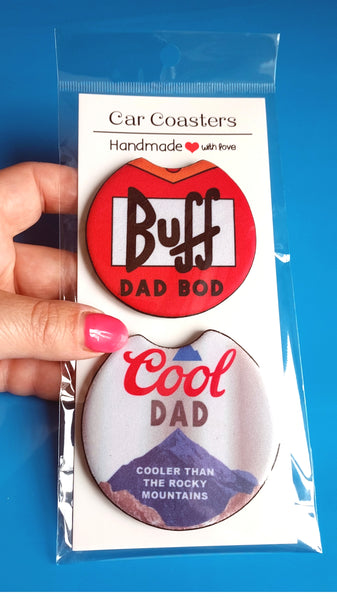 Car Coasters
Handmade with love
Buff
DAD BOD
Cool
DAD
COOLER THAN
THE ROCKY
MOUNTAINS